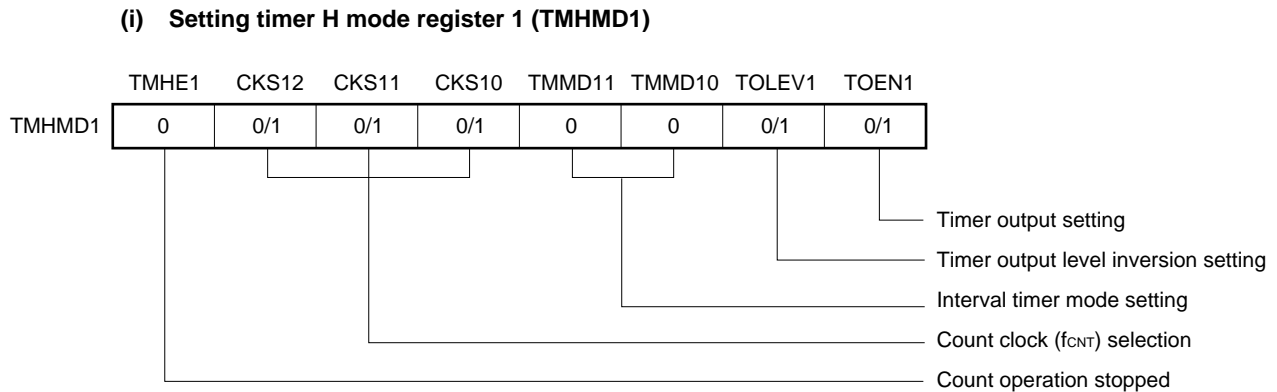 (i) Setting timer H mode register 1 (TMHMD1)
TMHE1 CKS12 CKS11 CKS10 TMMD11 TMMD10 TOLEV1 TOEN1
TMHMD1 0 0/1 0/1 0/1 0 0 0/1 0/1
Timer output setting
Timer output level inversion setting
Interval timer mode setting
Count clock (fCNT) selection
Count operation stopped